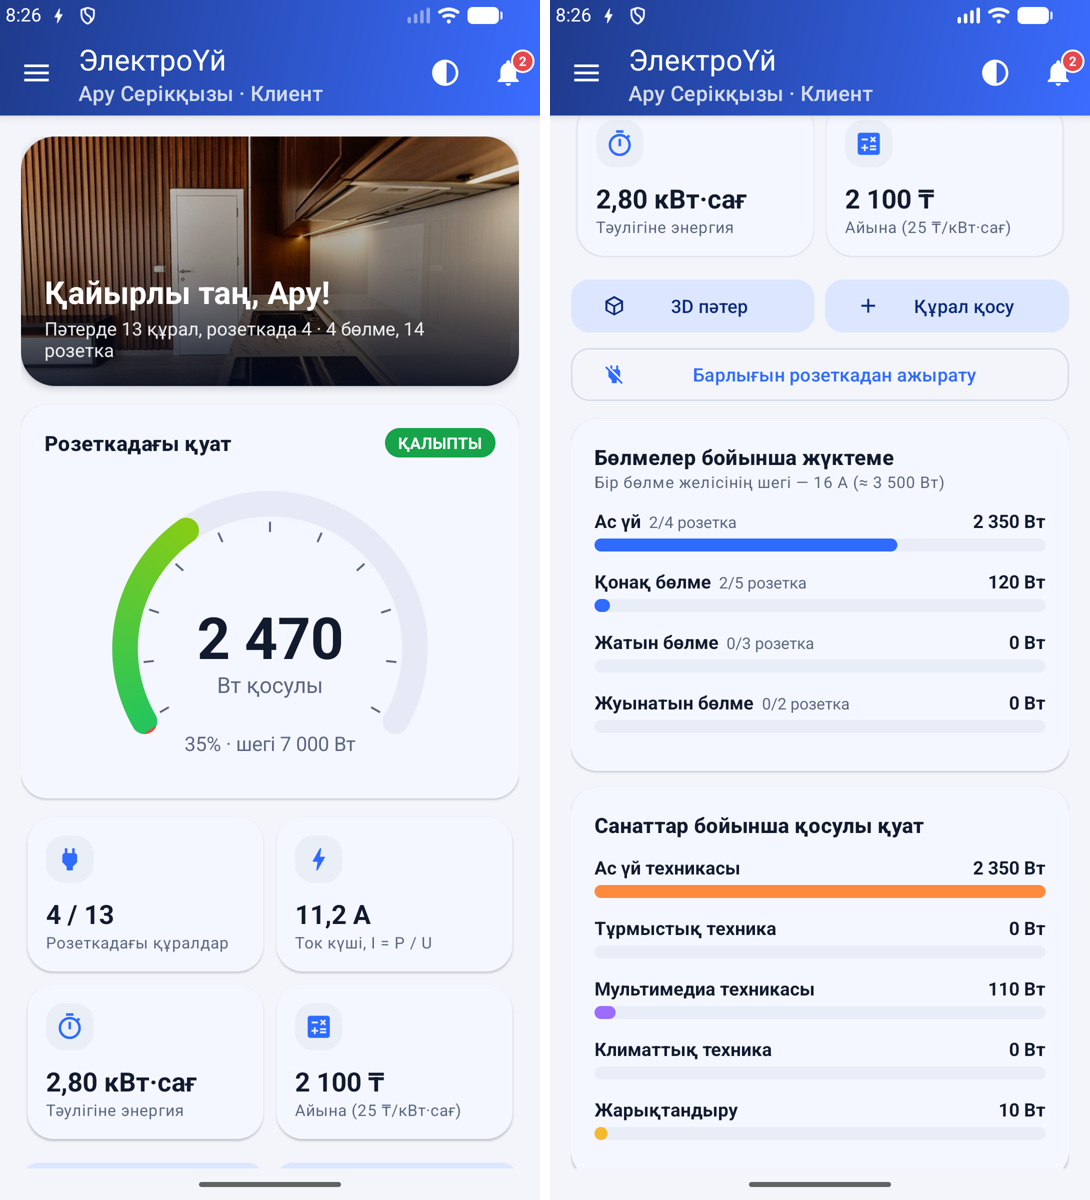 8:26
ЭлектроҮй
Ару Серікқызы · Клиент
2
Қайырлы таң, Ару!
Пәтерде 13 құрал, розеткада 4 · 4 бөлме, 14
розетка
Розеткадағы қуат
ҚАЛЫПТЫ
2 470
Вт қосулы
35% · шегі 7 000 Вт
4 / 13
Розеткадағы құралдар
11,2 А
Ток күші, I = P / U
2,80 кВт·сағ
Тәулігіне энергия
2 100 ₸
Айына (25 ₸/кВт·сағ)
8:26
ЭлектроҮй
Ару Серікқызы · Клиент
2
2,80 кВт·сағ
Тәулігіне энергия
2 100 ₸
Айына (25 ₸/кВт·сағ)
3D пәтер
Құрал қосу
Барлығын розеткадан ажырату
Бөлмелер бойынша жүктеме
Бір бөлме желісінің шегі — 16 А (≈ 3 500 Вт)
Ас үй 2/4 розетка 2 350 Вт
Қонақ бөлме 2/5 розетка 120 Вт
Жатын бөлме 0/3 розетка 0 Вт
Жуынатын бөлме 0/2 розетка 0 Вт
Санаттар бойынша қосулы қуат
Ас үй техникасы 2 350 Вт
Тұрмыстық техника 0 Вт
Мультимедиа техникасы 110 Вт
Климаттық техника 0 Вт
Жарықтандыру 10 Вт